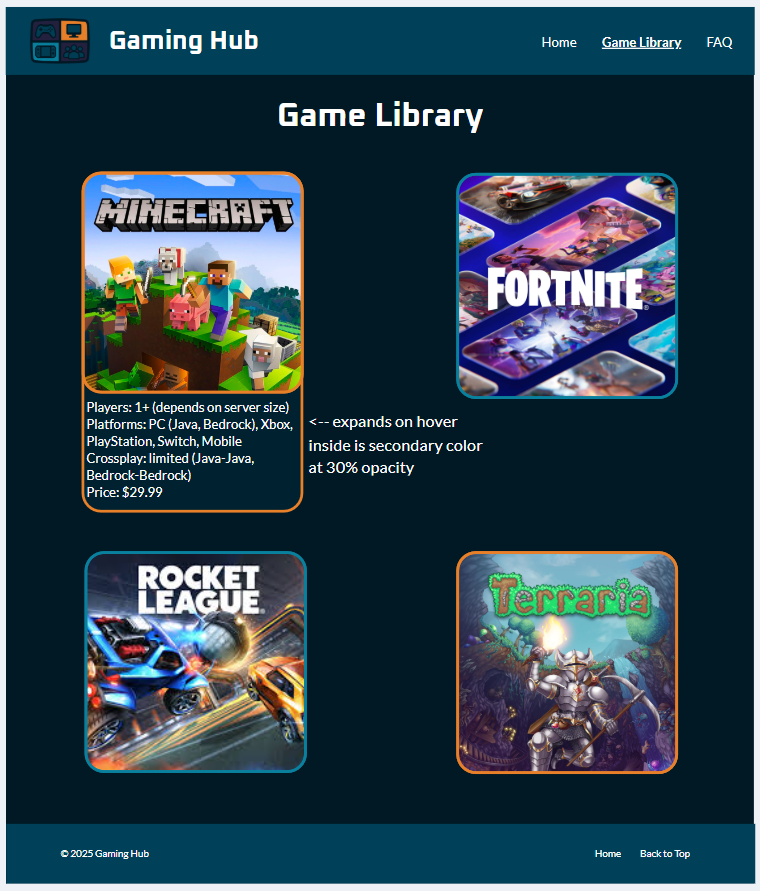 Gaming Hub
Home Game Library FAQ
Game Library
MINECRAFT
FORTNITE
Players: 1+ (depends on server size)
Platforms: PC (Java, Bedrock), Xbox,
PlayStation, Switch, Mobile
Crossplay: limited (Java-Java,
Bedrock-Bedrock)
Price: $29.99
<-- expands on hover
inside is secondary color
at 30% opacity
ROCKET
LEAGUE
Terraria
© 2025 Gaming Hub
Home Back to Top